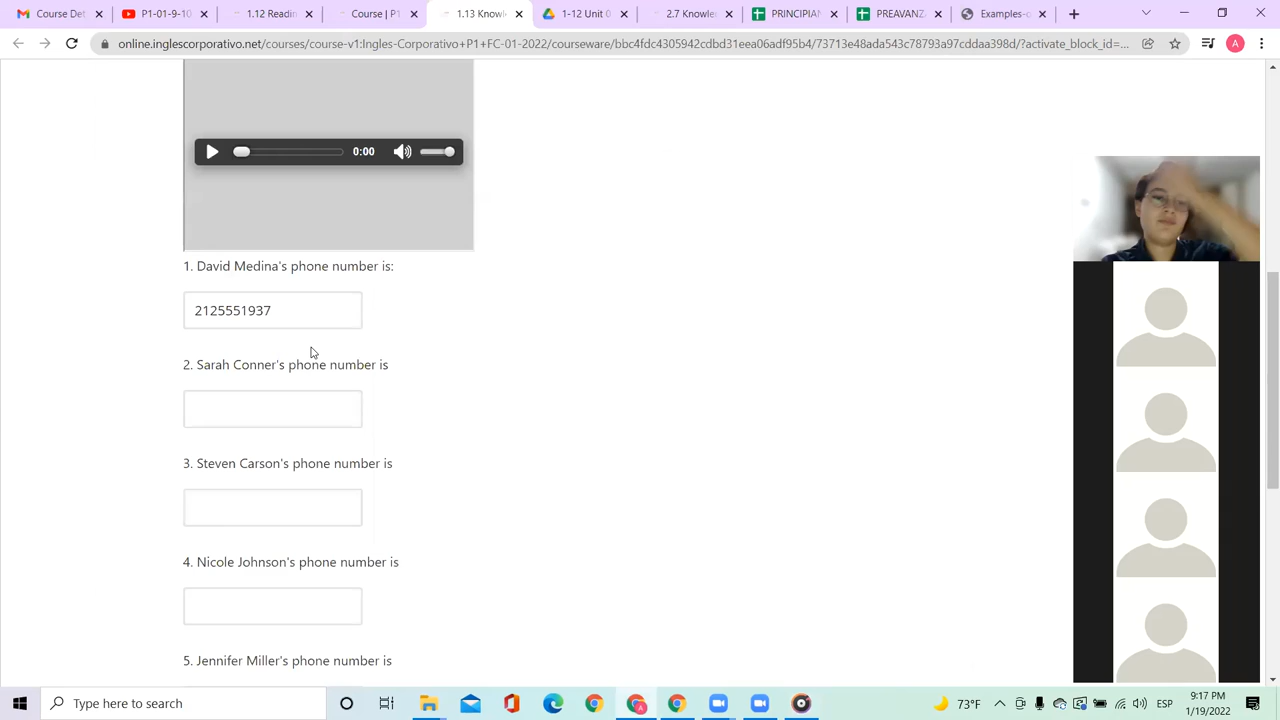 Course Det
P1-01-9-10
1.12 Readin
Course | P1
1.13 Knowle
1-12 Unit 0
2.7 Knowle
PRINCIPIAN
PREAVANZ
Examples-o
online.inglescorporativo.net/courses/course-v1:Ingles-Corporativo+P1+FC-01-2022/courseware/bbc4fdc4305942cdbd31eea06adf95b4/73713e48ada543c78793a97cddaa398d/?activate_block_id=...
A
0:00
1. David Medina's phone number is:
2125551937
2. Sarah Conner's phone number is
3. Steven Carson's phone number is
4. Nicole Johnson's phone number is
5. Jennifer Miller's phone number is
Type here to search
73°F
ESP
9:17 PM
1/19/2022